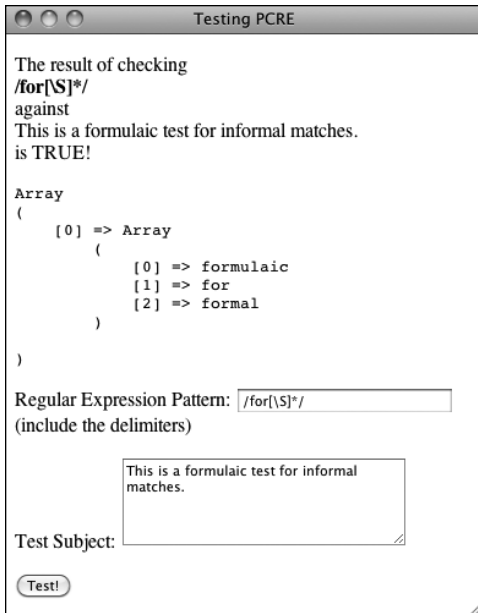 Testing PCRE
The result of checking
/for[\S]*/
against
This is a formulaic test for informal matches.
is TRUE!
Array
(
    [0] => Array
        (
            [0] => formulaic
            [1] => for
            [2] => formal
        )
)
Regular Expression Pattern: /for[\S]*/
(include the delimiters)
This is a formulaic test for informal
matches.
Test Subject:
Test!